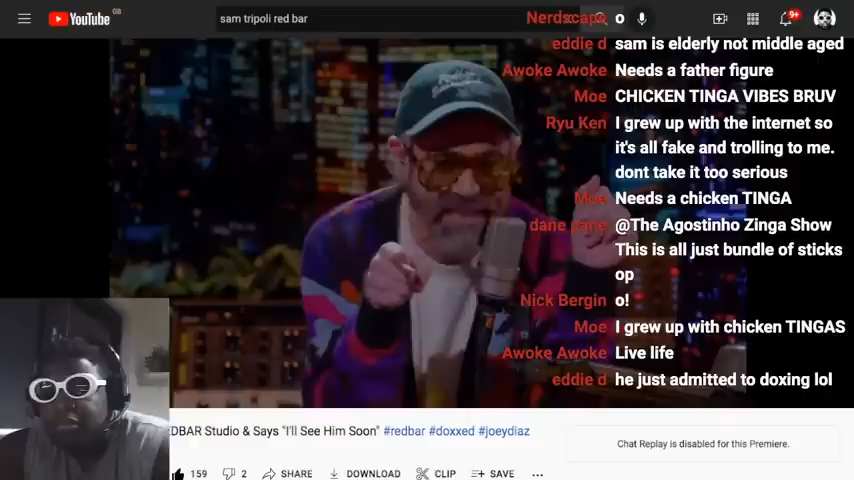 YouTube GB
sam tripoli red bar
9+
Nerdscape o
eddie d sam is elderly not middle aged
Awoke Awoke Needs a father figure
Moe CHICKEN TINGA VIBES BRUV
Ryu Ken I grew up with the internet so
it's all fake and trolling to me.
dont take it too serious
Moe Needs a chicken TINGA
dane pane @The Agostinho Zinga Show
This is all just bundle of sticks
op
Nick Bergin o!
Moe I grew up with chicken TINGAS
Awoke Awoke Live life
eddie d he just admitted to doxing lol
EDBAR Studio & Says "I'll See Him Soon" #redbar #doxxed #joeydiaz
Chat Replay is disabled for this Premiere.
159 2 SHARE DOWNLOAD CLIP SAVE ...